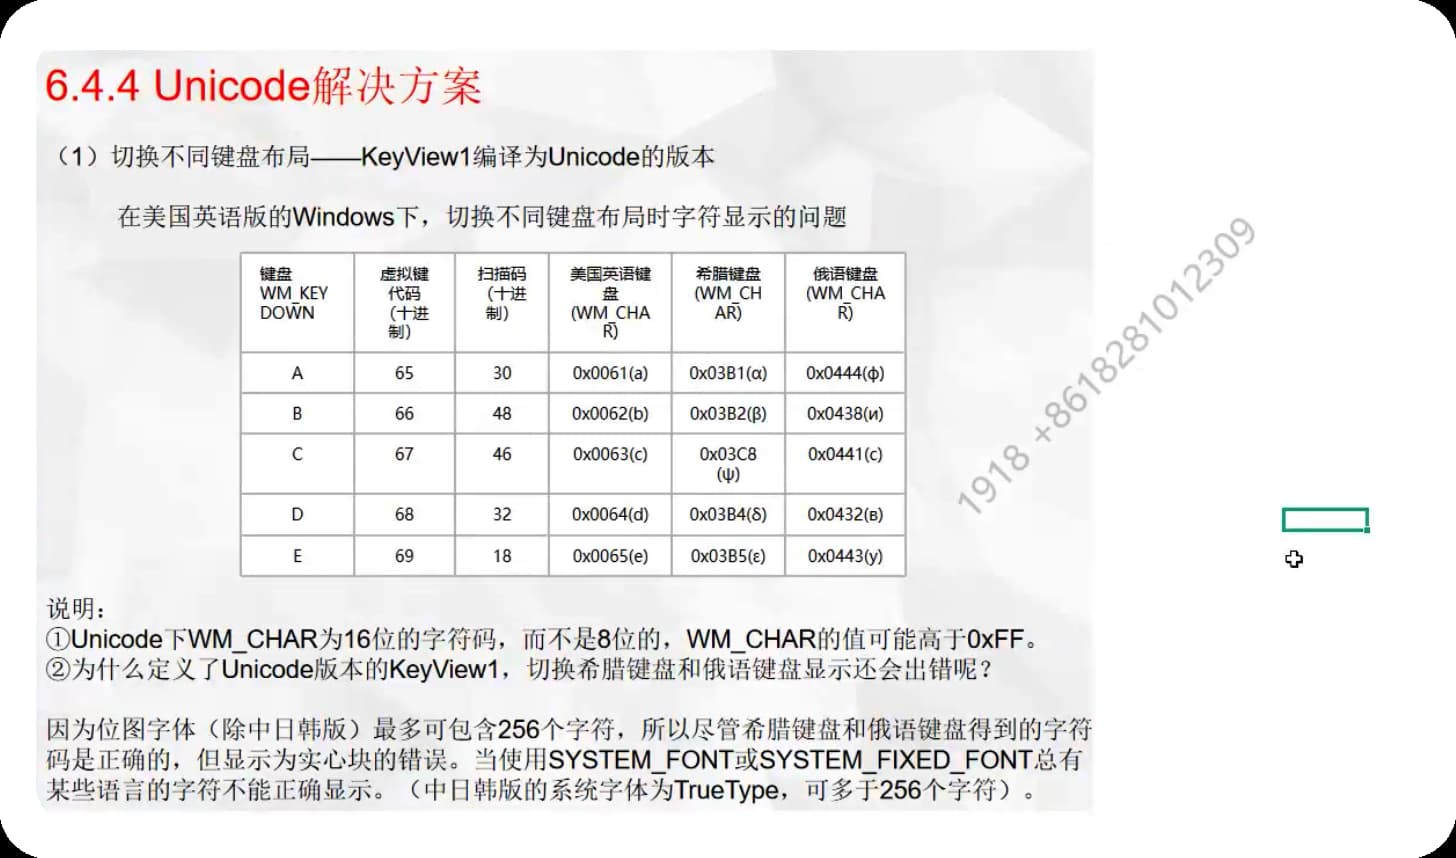 6.4.4 Unicode解决方案
（1）切换不同键盘布局——KeyView1编译为Unicode的版本
在美国英语版的Windows下，切换不同键盘布局时字符显示的问题
键盘 WM_KEYDOWN 虚拟键代码（十进制） 扫描码（十进制） 美国英语键盘(WM_CHAR) 希腊键盘(WM_CHAR) 俄语键盘(WM_CHAR)
A 65 30 0x0061(a) 0x03B1(α) 0x0444(ф)
B 66 48 0x0062(b) 0x03B2(β) 0x0438(и)
C 67 46 0x0063(c) 0x03C8(ψ) 0x0441(с)
D 68 32 0x0064(d) 0x03B4(δ) 0x0432(в)
E 69 18 0x0065(e) 0x03B5(ε) 0x0443(у)
说明：
①Unicode下WM_CHAR为16位的字符码，而不是8位的，WM_CHAR的值可能高于0xFF。
②为什么定义了Unicode版本的KeyView1，切换希腊键盘和俄语键盘显示还会出错呢？
因为位图字体（除中日韩版）最多可包含256个字符，所以尽管希腊键盘和俄语键盘得到的字符
码是正确的，但显示为实心块的错误。当使用SYSTEM_FONT或SYSTEM_FIXED_FONT总有
某些语言的字符不能正确显示。（中日韩版的系统字体为TrueType，可多于256个字符）。
1918 +8618281012309